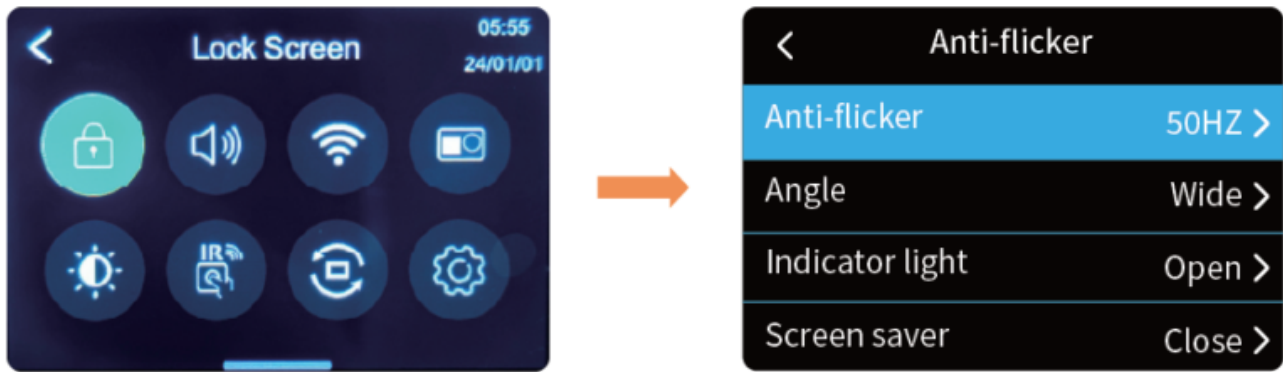 Lock Screen
05:55
24/01/01
IR
Anti-flicker
Anti-flicker 50HZ
Angle Wide
Indicator light Open
Screen saver Close